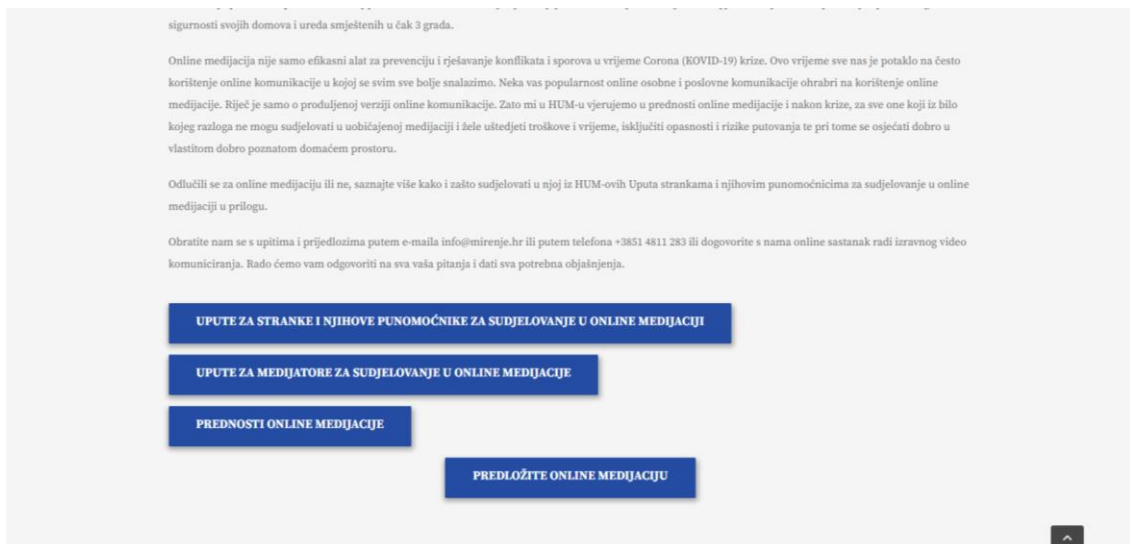 sigurnosti svojih domova i ureda smještenih u čak 3 grada.
Online medijacija nije samo efikasni alat za prevenciju i rješavanje konflikata i sporova u vrijeme Corona (KOVID-19) krize. Ovo vrijeme sve nas je potaklo na često
korištenje online komunikacije u kojoj se svim sve bolje snalazimo. Neka vas popularnost online osobne i poslovne komunikacije ohrabri na korištenje online
medijacije. Riječ je samo o produljenoj verziji online komunikacije. Zato mi u HUM-u vjerujemo u prednosti online medijacije i nakon krize, za sve one koji iz bilo
kojeg razloga ne mogu sudjelovati u uobičajenoj medijaciji i žele uštedjeti troškove i vrijeme, isključiti opasnosti i rizike putovanja te pri tome se osjećati dobro u
vlastitom dobro poznatom domaćem prostoru.
Odlučili se za online medijaciju ili ne, saznajte više kako i zašto sudjelovati u njoj iz HUM-ovih Uputa strankama i njihovim punomoćnicima za sudjelovanje u online
medijaciji u prilogu.
Obratite nam se s upitima i prijedlozima putem e-maila info@mirenje.hr ili putem telefona +3851 4811 283 ili dogovorite s nama online sastanak radi izravnog video
komuniciranja. Rado ćemo vam odgovoriti na sva vaša pitanja i dati sva potrebna objašnjenja.
UPUTE ZA STRANKE I NJIHOVE PUNOMOĆNIKE ZA SUDJELOVANJE U ONLINE MEDIJACIJI
UPUTE ZA MEDIJATORE ZA SUDJELOVANJE U ONLINE MEDIJACIJE
PREDNOSTI ONLINE MEDIJACIJE
PREDLOŽITE ONLINE MEDIJACIJU